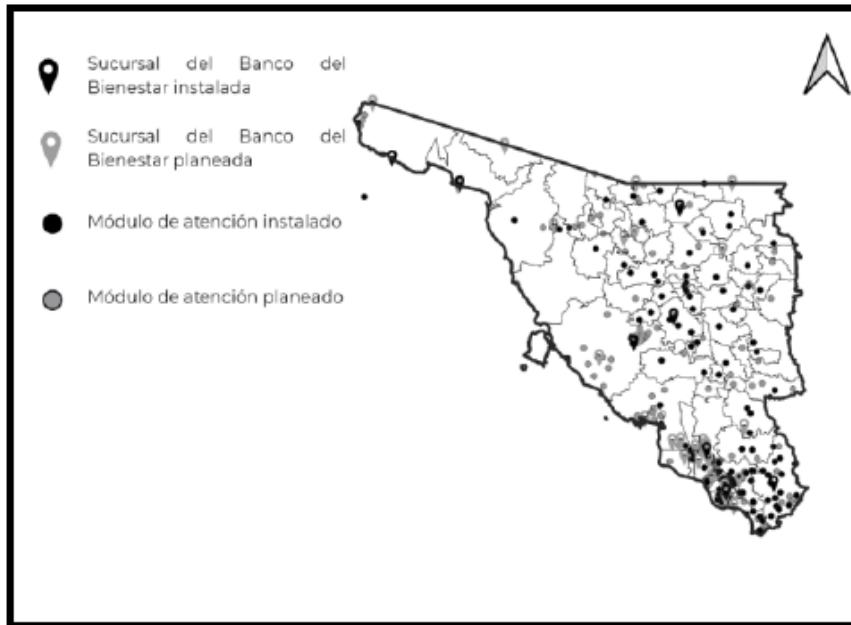 Sucursal del Banco del
Bienestar instalada
Sucursal del Banco del
Bienestar planeada
Módulo de atención instalado
Módulo de atención planeado